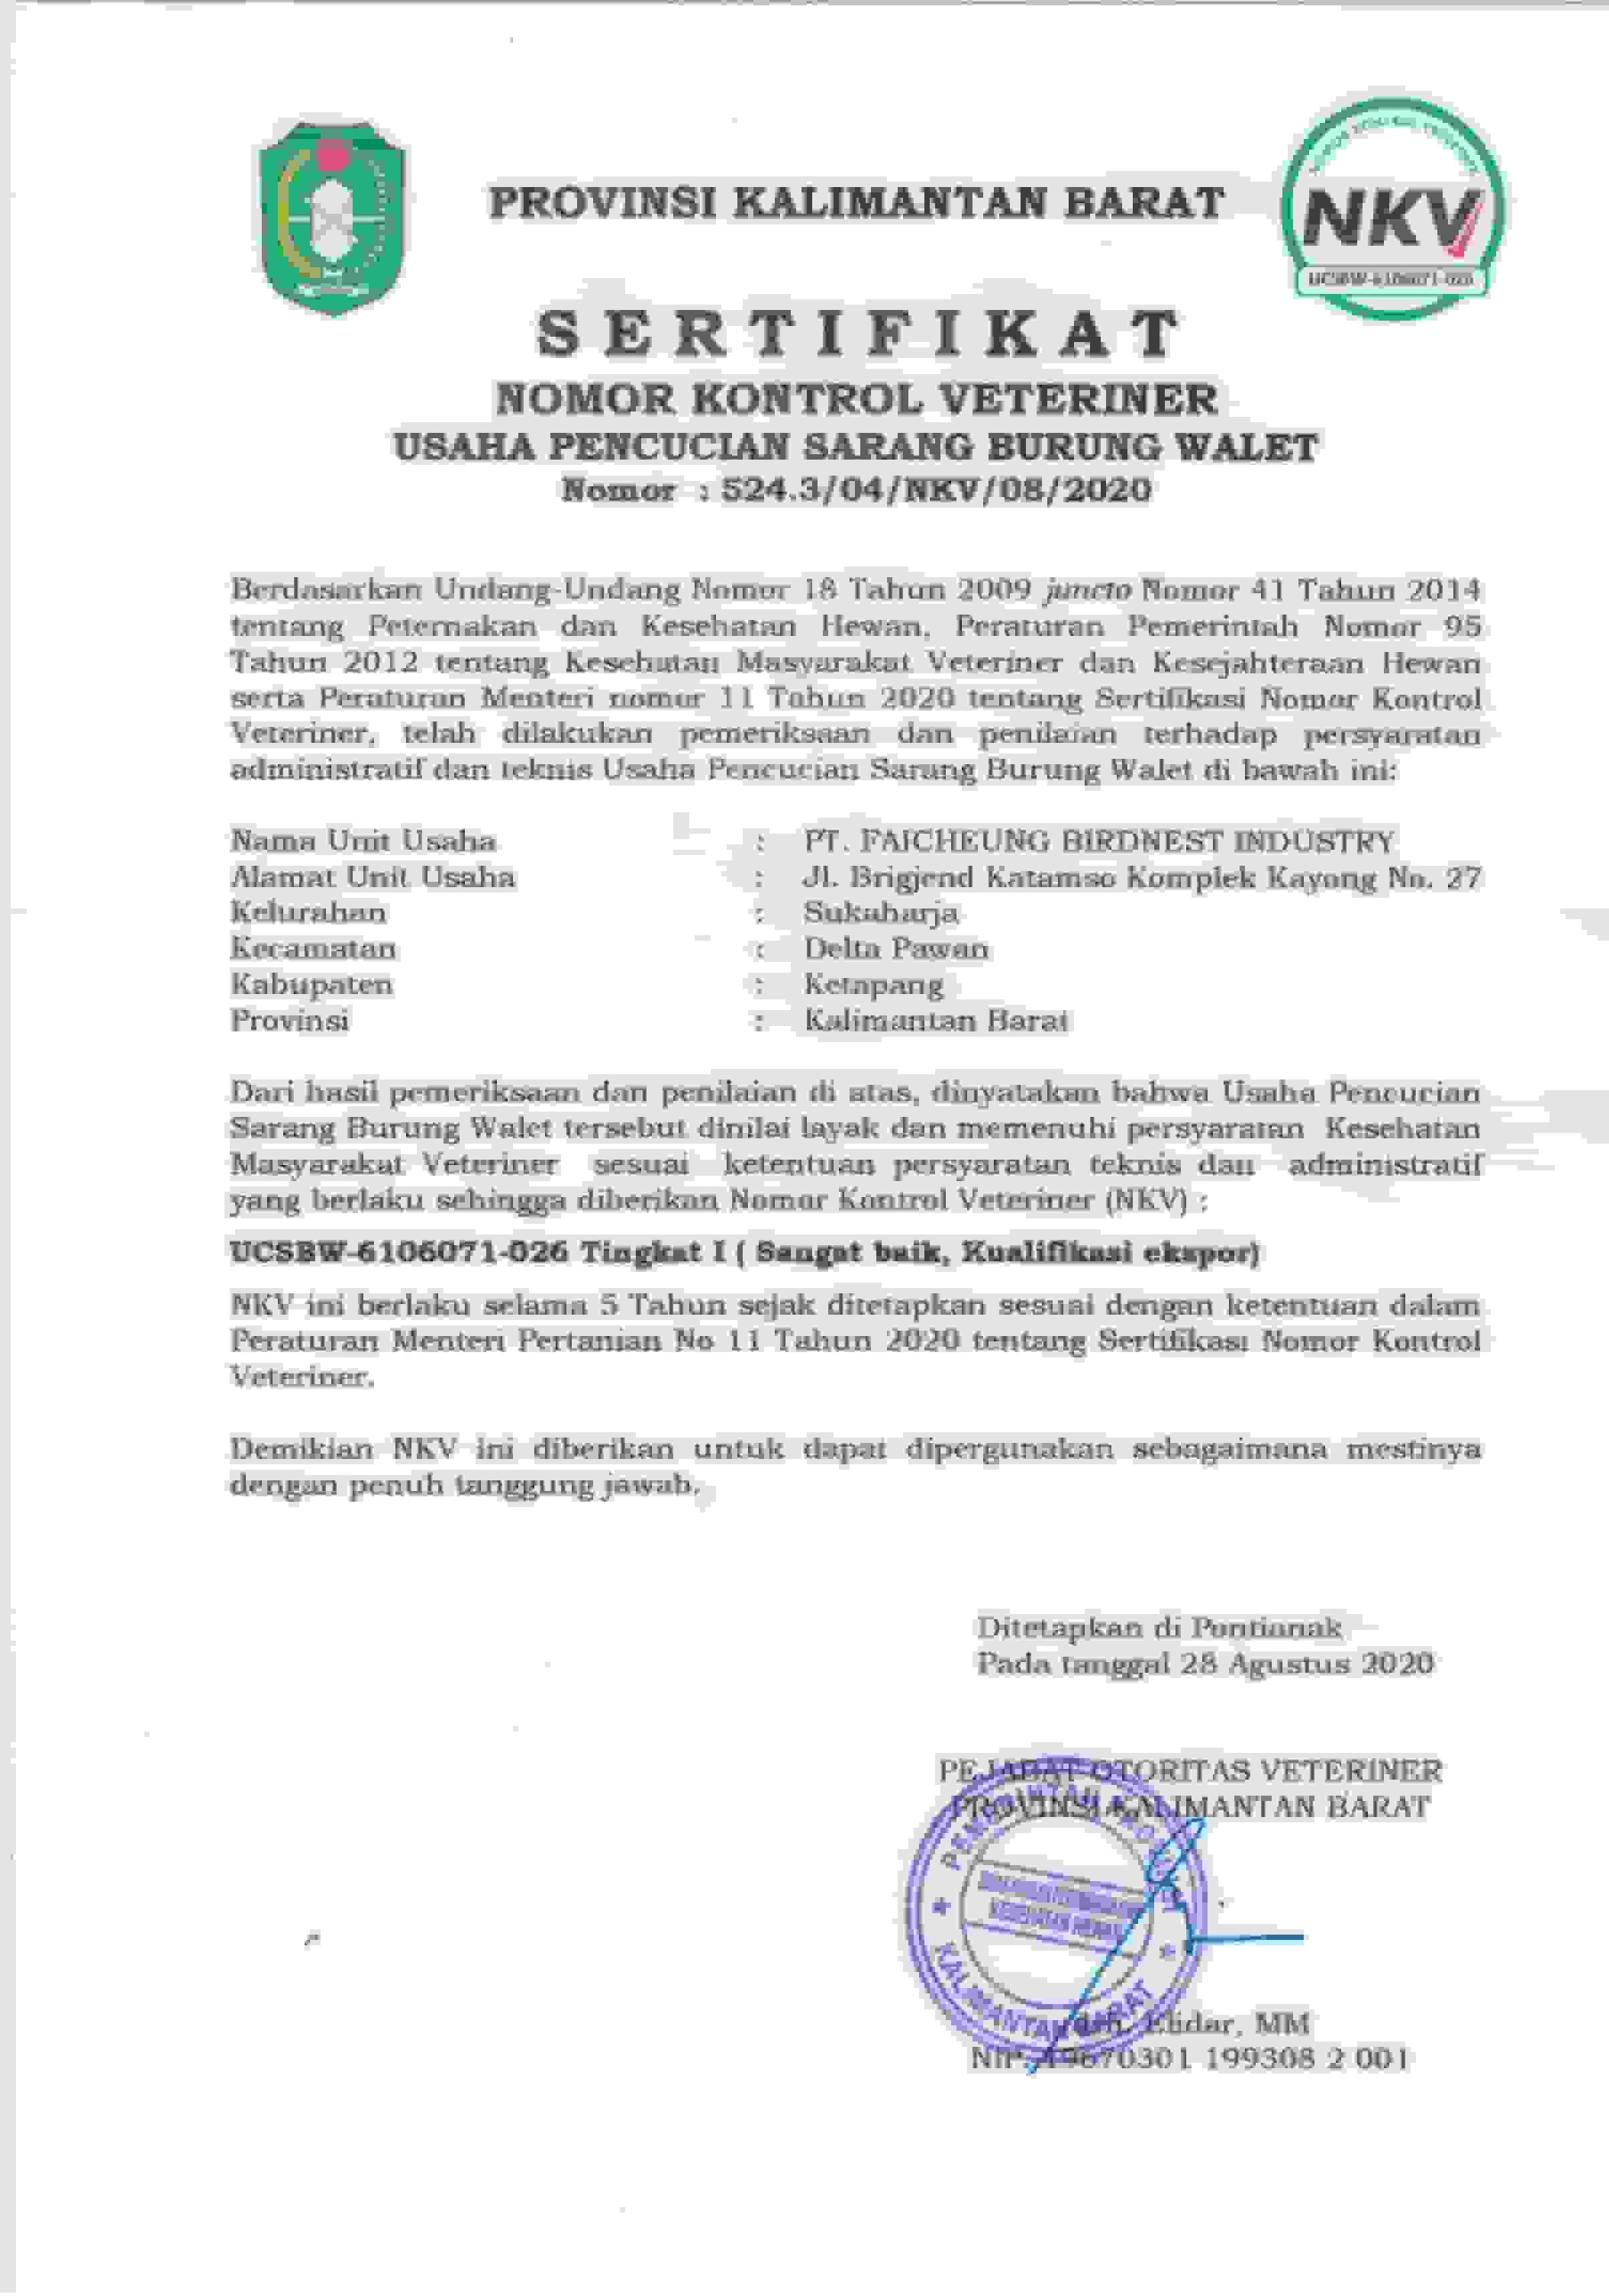 PROVINSI KALIMANTAN BARAT
NOMOR KONTROL VETERINER
NKV
UCSBW-6106071-026
SERTIFIKAT
NOMOR KONTROL VETERINER
USAHA PENCUCIAN SARANG BURUNG WALET
Nomor : 524.3/04/NKV/08/2020
Berdasarkan Undang-Undang Nomor 18 Tahun 2009 juncto Nomor 41 Tahun 2014
tentang Peternakan dan Kesehatan Hewan, Peraturan Pemerintah Nomor 95
Tahun 2012 tentang Kesehatan Masyarakat Veteriner dan Kesejahteraan Hewan
serta Peraturan Menteri nomor 11 Tahun 2020 tentang Sertifikasi Nomor Kontrol
Veteriner, telah dilakukan pemeriksaan dan penilaian terhadap persyaratan
administratif dan teknis Usaha Pencucian Sarang Burung Walet di bawah ini:
Nama Unit Usaha : PT. FAICHEUNG BIRDNEST INDUSTRY
Alamat Unit Usaha : Jl. Brigjend Katamso Komplek Kayong No. 27
Kelurahan : Sukaharja
Kecamatan : Delta Pawan
Kabupaten : Ketapang
Provinsi : Kalimantan Barat
Dari hasil pemeriksaan dan penilaian di atas, dinyatakan bahwa Usaha Pencucian
Sarang Burung Walet tersebut dinilai layak dan memenuhi persyaratan Kesehatan
Masyarakat Veteriner sesuai ketentuan persyaratan teknis dan administratif
yang berlaku sehingga diberikan Nomor Kontrol Veteriner (NKV) :
UCSBW-6106071-026 Tingkat I ( Sangat baik, Kualifikasi ekspor)
NKV ini berlaku selama 5 Tahun sejak ditetapkan sesuai dengan ketentuan dalam
Peraturan Menteri Pertanian No 11 Tahun 2020 tentang Sertifikasi Nomor Kontrol
Veteriner.
Demikian NKV ini diberikan untuk dapat dipergunakan sebagaimana mestinya
dengan penuh tanggung jawab.
Ditetapkan di Pontianak
Pada tanggal 28 Agustus 2020
PEJABAT OTORITAS VETERINER
PROVINSI KALIMANTAN BARAT
PEMERINTAH PROVINSI
KESEHATAN HEWAN
KALIMANTAN BARAT
drh. Elidar, MM
NIP. 19670301 199308 2 001